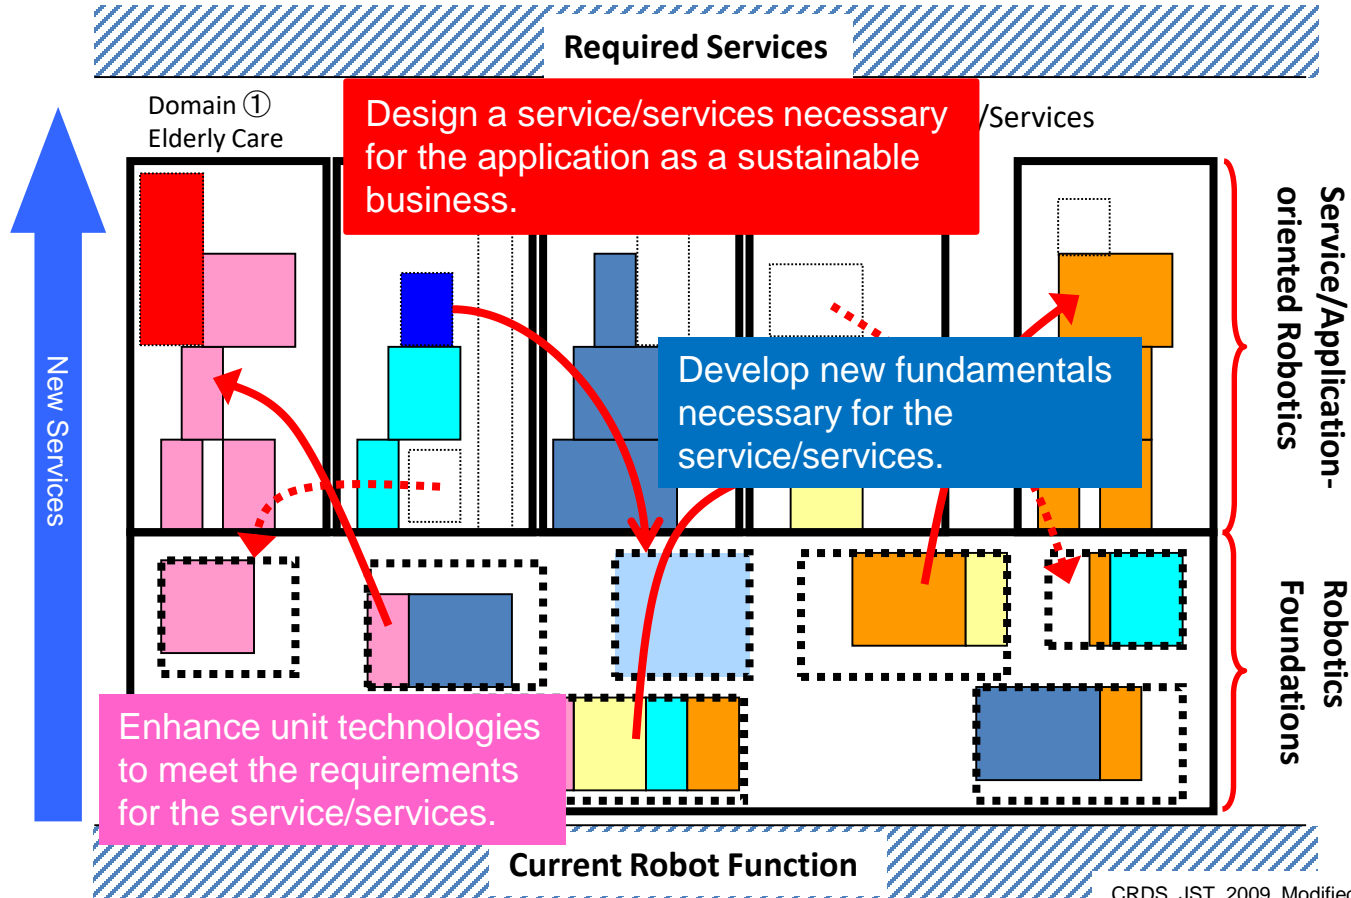 Required Services
Domain ①
Elderly Care
Design a service/services necessary
for the application as a sustainable
business.
/Services
Service/Application-
oriented Robotics
New Services
Develop new fundamentals
necessary for the
service/services.
Robotics
Foundations
Enhance unit technologies
to meet the requirements
for the service/services.
Current Robot Function
CRDS, JST, 2009, Modified